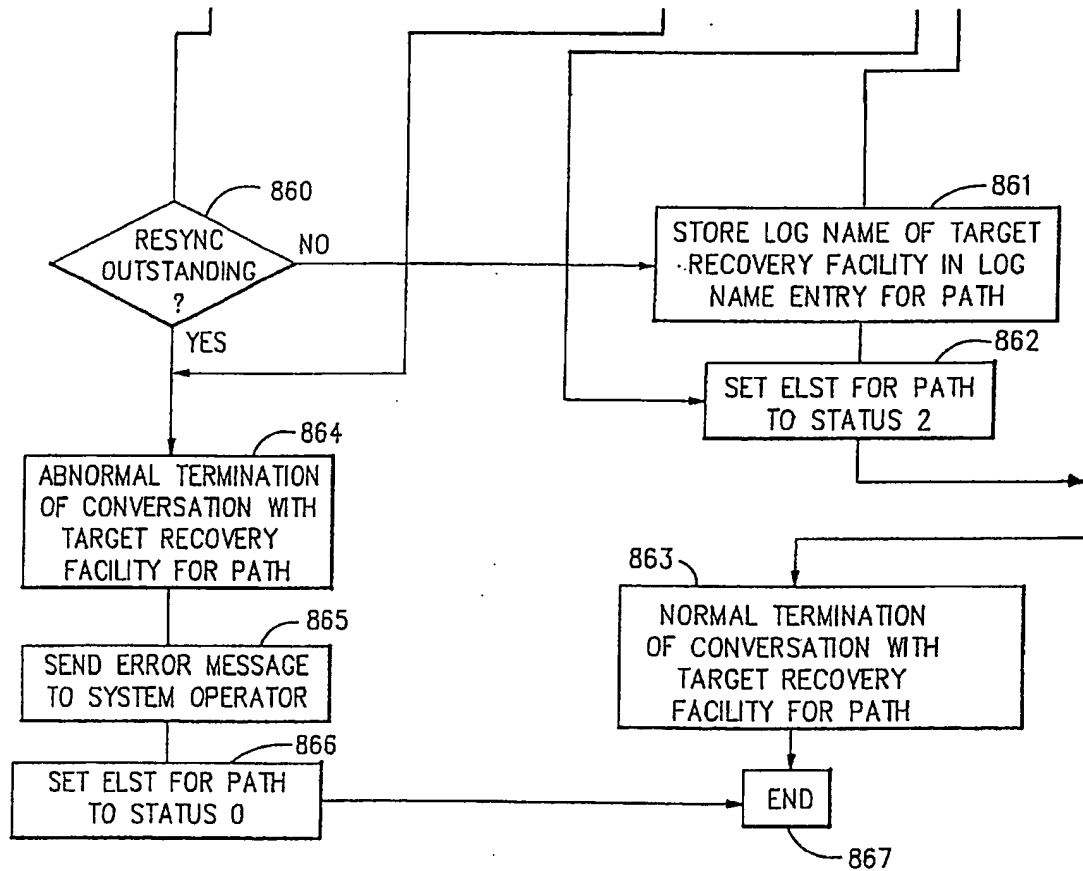 860
RESYNC
OUTSTANDING
?
NO
YES
861
STORE LOG NAME OF TARGET
RECOVERY FACILITY IN LOG
NAME ENTRY FOR PATH
862
SET ELST FOR PATH
TO STATUS 2
864
ABNORMAL TERMINATION
OF CONVERSATION WITH
TARGET RECOVERY
FACILITY FOR PATH
865
SEND ERROR MESSAGE
TO SYSTEM OPERATOR
866
SET ELST FOR PATH
TO STATUS 0
863
NORMAL TERMINATION
OF CONVERSATION WITH
TARGET RECOVERY
FACILITY FOR PATH
END
867